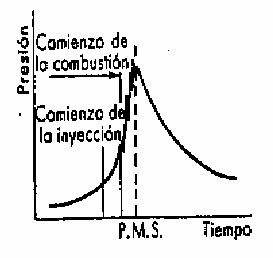 Presión
Comienzo de
la combustión
Comienzo de
la inyección
P.M.S.
Tiempo